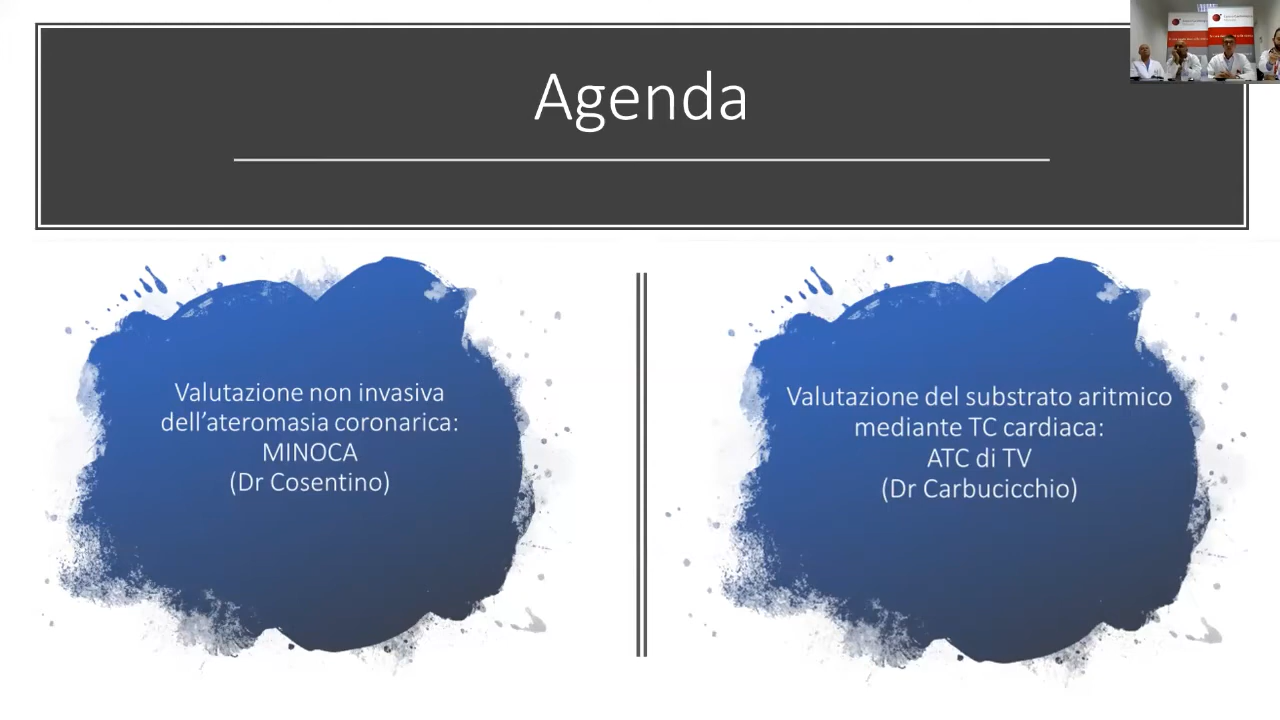 Agenda
Valutazione non invasiva
dell’ateromasia coronarica:
MINOCA
(Dr Cosentino)
Valutazione del substrato aritmico
mediante TC cardiaca:
ATC di TV
(Dr Carbucicchio)